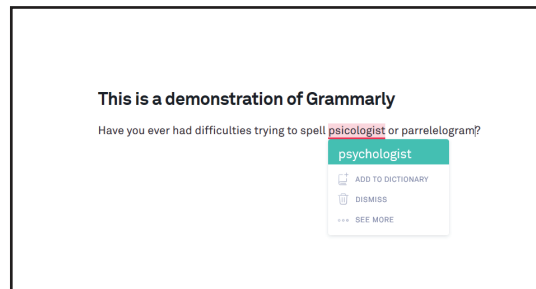 This is a demonstration of Grammarly
Have you ever had difficulties trying to spell psicologist or parrelelogram?
psychologist
ADD TO DICTIONARY
DISMISS
SEE MORE